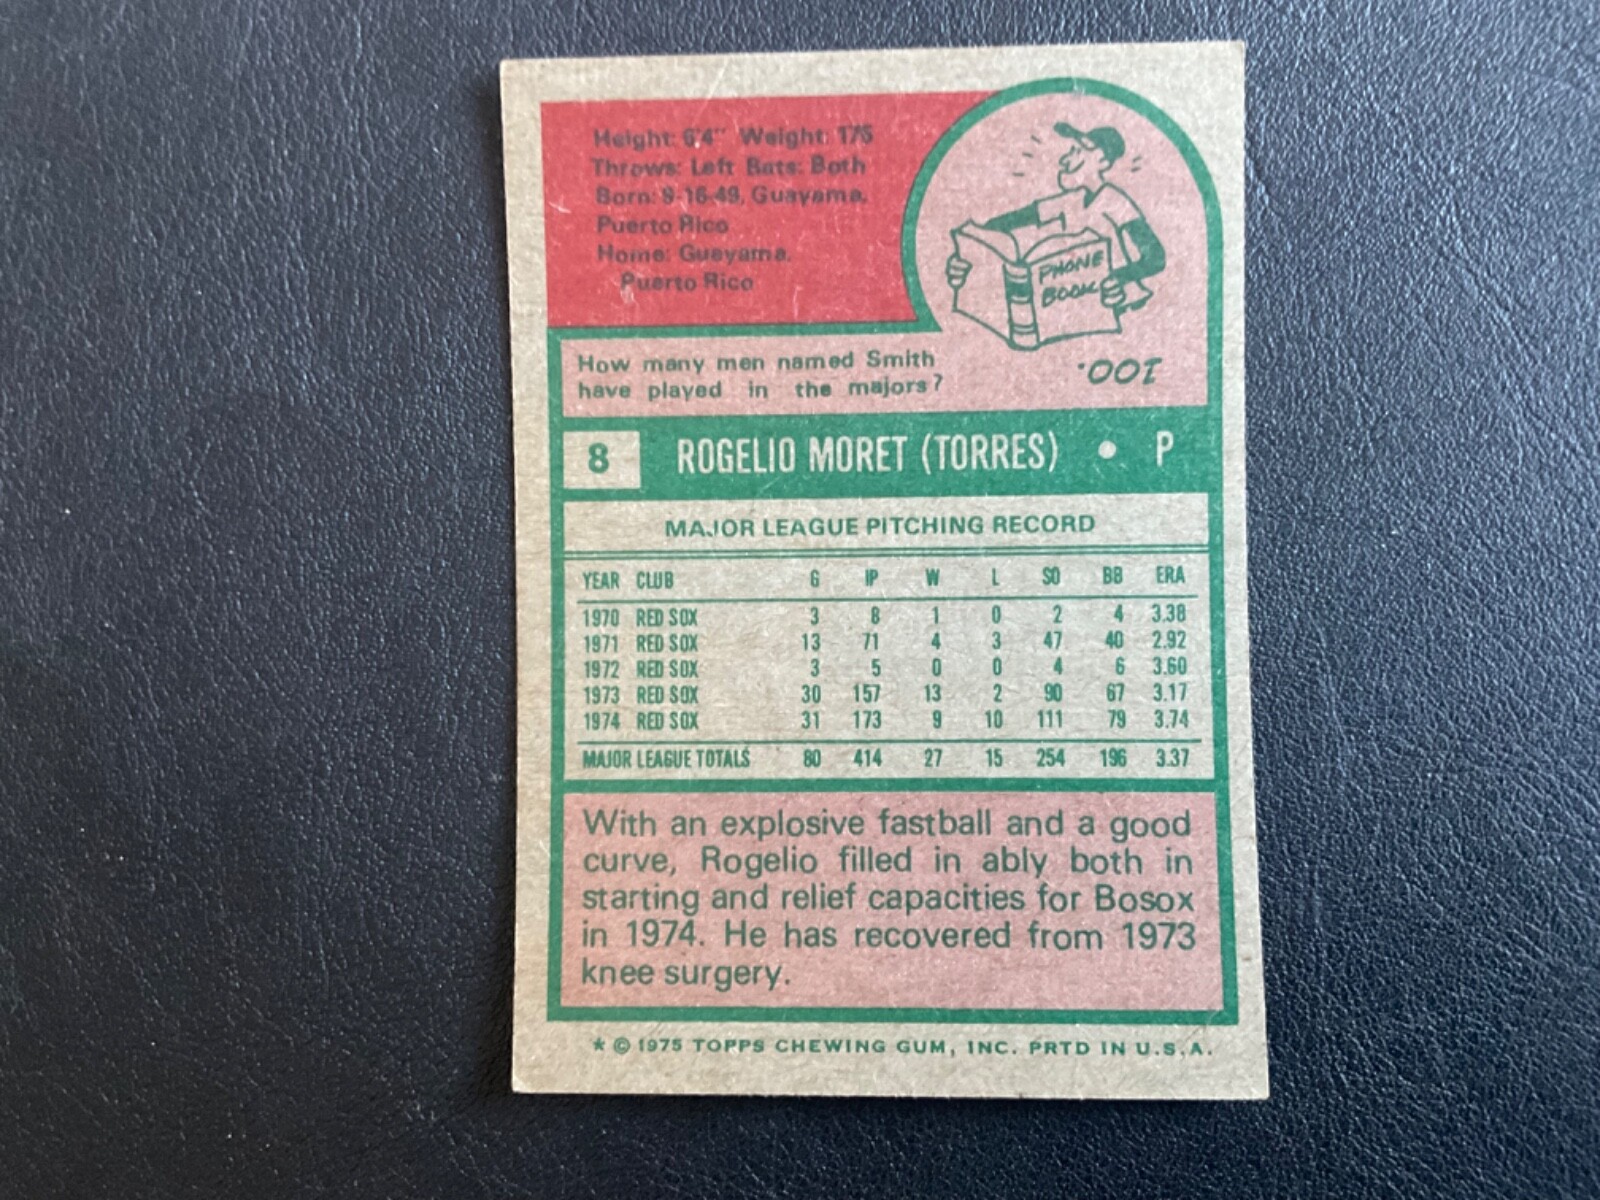 Height: 6'4" Weight: 175
Throws: Left Bats: Both
Born: 9-16-49, Guayama,
Puerto Rico
Home: Guayama,
Puerto Rico
PHONE
BOOK
How many men named Smith
have played in the majors?
100.
8 ROGELIO MORET (TORRES) • P
MAJOR LEAGUE PITCHING RECORD
YEAR CLUB G IP W L SO BB ERA
1970 RED SOX 3 8 1 0 2 4 3.38
1971 RED SOX 13 71 4 3 47 40 2.92
1972 RED SOX 3 5 0 0 4 6 3.60
1973 RED SOX 30 157 13 2 90 67 3.17
1974 RED SOX 31 173 9 10 111 79 3.74
MAJOR LEAGUE TOTALS 80 414 27 15 254 196 3.37
With an explosive fastball and a good
curve, Rogelio filled in ably both in
starting and relief capacities for Bosox
in 1974. He has recovered from 1973
knee surgery.
* © 1975 TOPPS CHEWING GUM, INC. PRTD IN U.S.A.